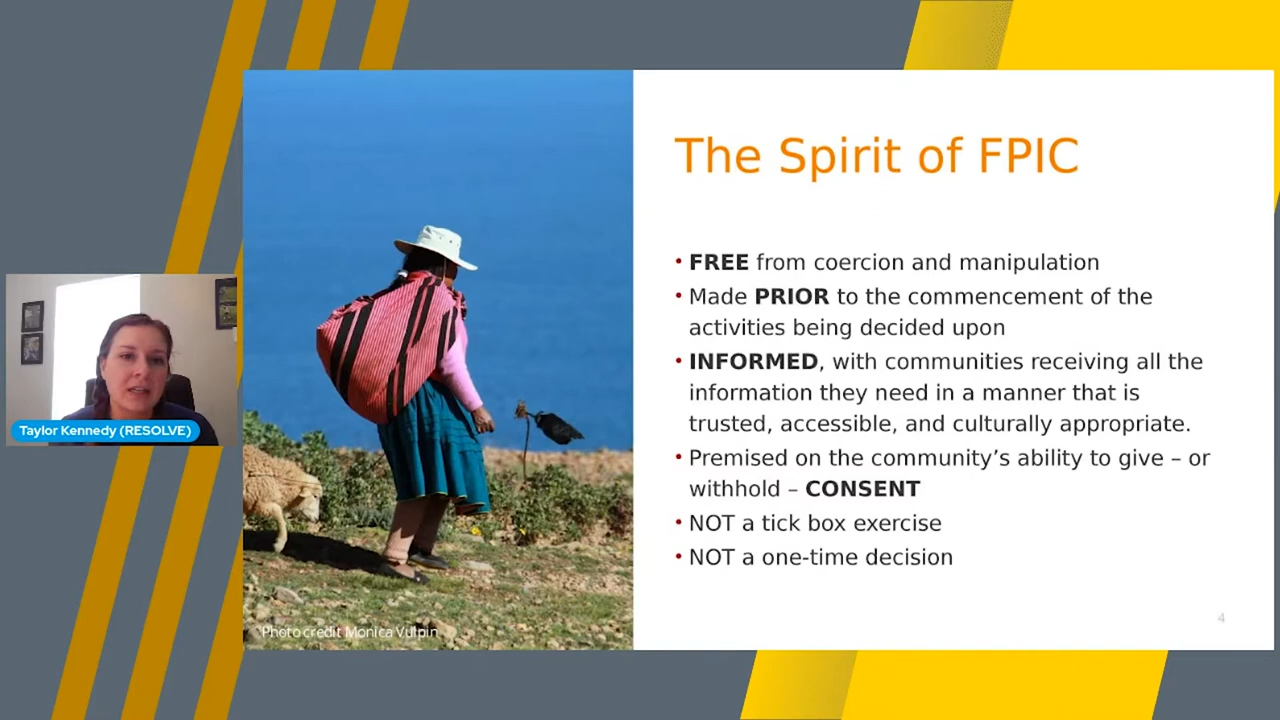 The Spirit of FPIC
• FREE from coercion and manipulation
• Made PRIOR to the commencement of the
activities being decided upon
• INFORMED, with communities receiving all the
information they need in a manner that is
trusted, accessible, and culturally appropriate.
• Premised on the community’s ability to give – or
withhold – CONSENT
• NOT a tick box exercise
• NOT a one-time decision
Taylor Kennedy (RESOLVE)
Photo credit Monica Vulpin
4